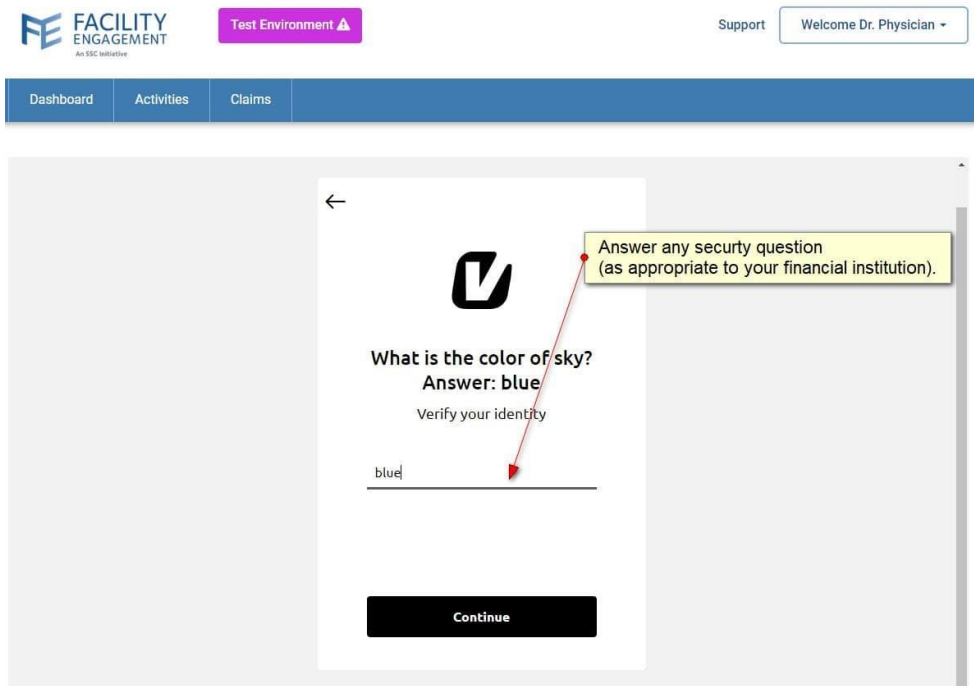 FACILITY
ENGAGEMENT
An SSC Initiative
Test Environment
Support
Welcome Dr. Physician
Dashboard
Activities
Claims
Answer any securty question
(as appropriate to your financial institution).
What is the color of sky?
Answer: blue
Verify your identity
blue
Continue